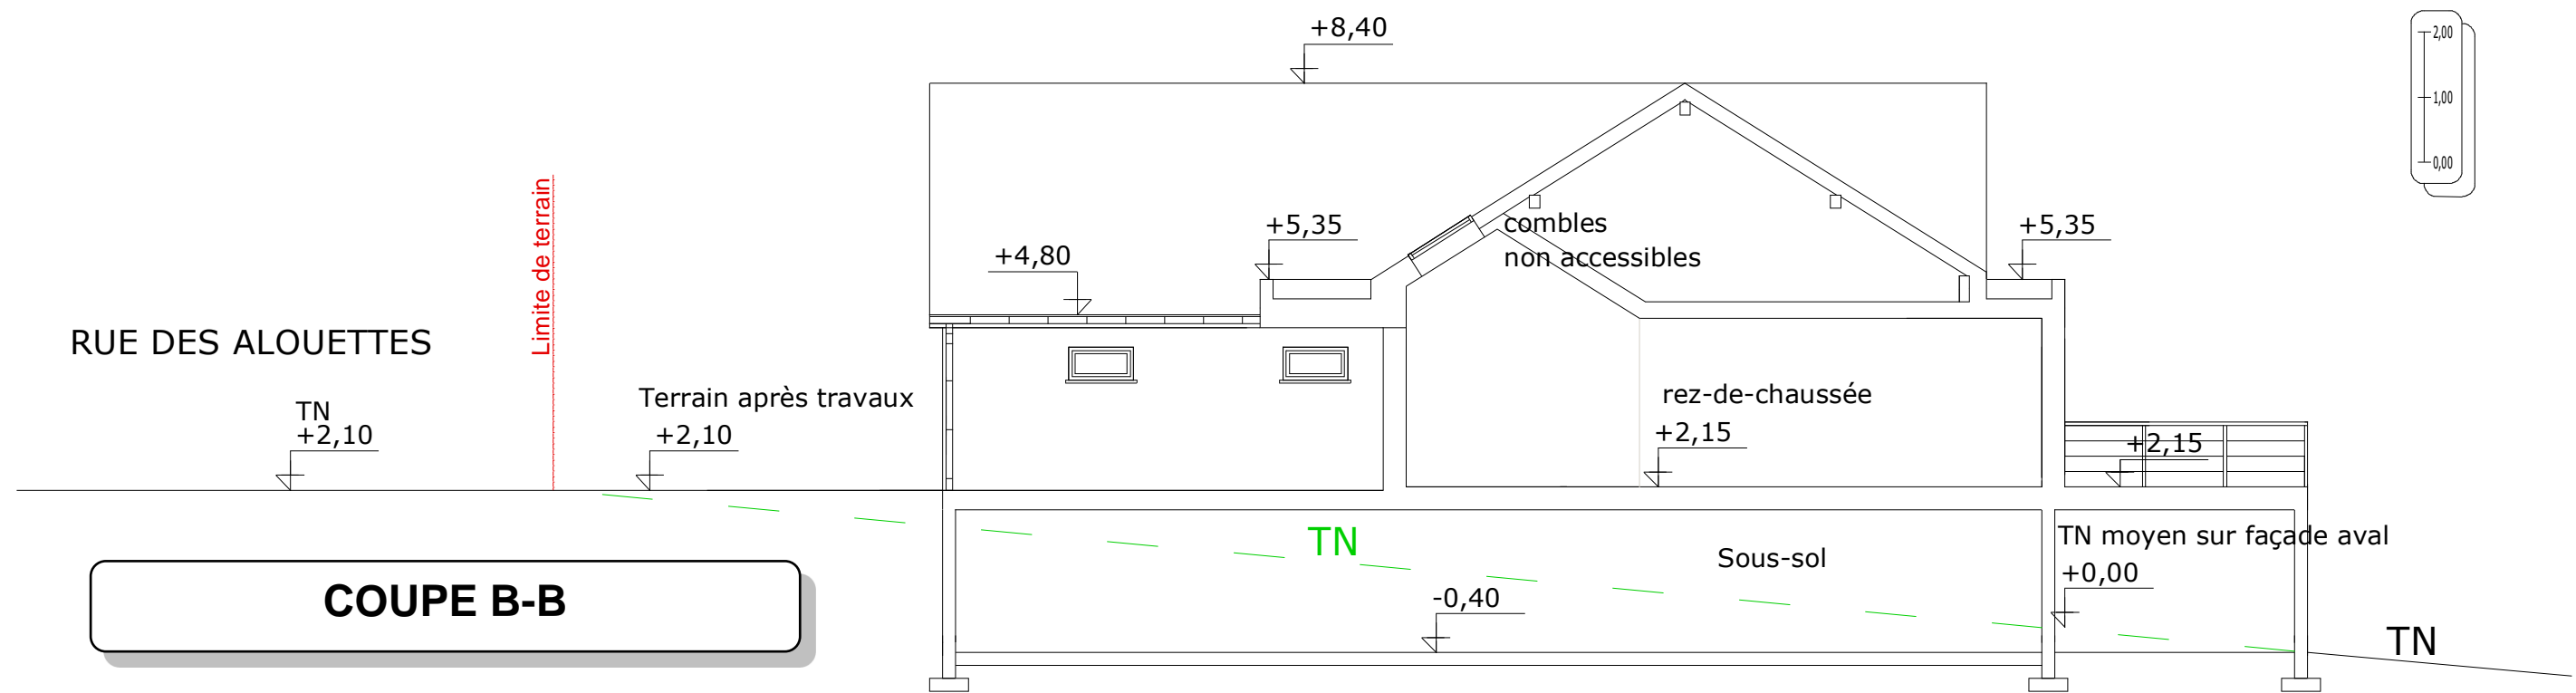 +8,40
2,00
1,00
0,00
Limite de terrain
+5,35
combles
non accessibles
+5,35
+4,80
RUE DES ALOUETTES
TN
+2,10
Terrain après travaux
+2,10
rez-de-chaussée
+2,15
+2,15
TN
Sous-sol
TN moyen sur façade aval
+0,00
COUPE B-B
-0,40
TN